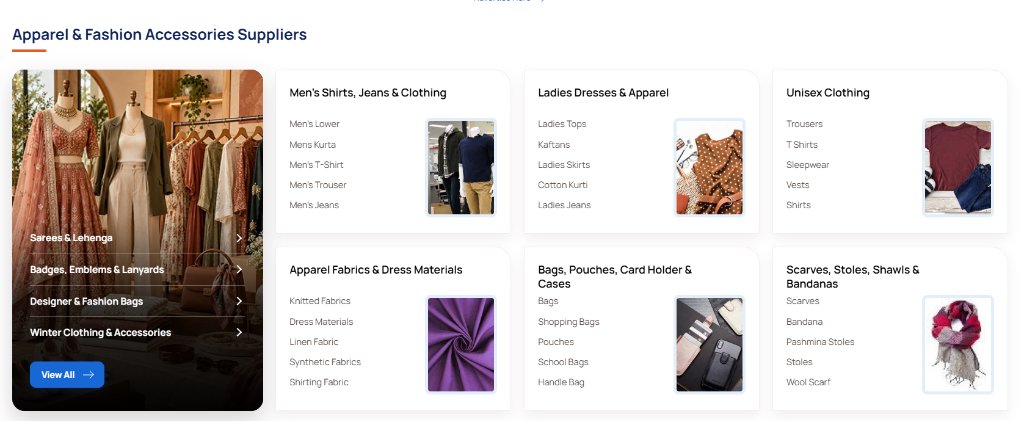 Apparel & Fashion Accessories Suppliers
Sarees & Lehenga
Badges, Emblems & Lanyards
Designer & Fashion Bags
Winter Clothing & Accessories
View All
Men's Shirts, Jeans & Clothing
Men's Lower
Mens Kurta
Men's T-Shirt
Men's Trouser
Men's Jeans
Ladies Dresses & Apparel
Ladies Tops
Kaftans
Ladies Skirts
Cotton Kurti
Ladies Jeans
Unisex Clothing
Trousers
T Shirts
Sleepwear
Vests
Shirts
Apparel Fabrics & Dress Materials
Knitted Fabrics
Dress Materials
Linen Fabric
Synthetic Fabrics
Shirting Fabric
Bags, Pouches, Card Holder &
Cases
Bags
Shopping Bags
Pouches
School Bags
Handle Bag
Scarves, Stoles, Shawls &
Bandanas
Scarves
Bandana
Pashmina Stoles
Stoles
Wool Scarf